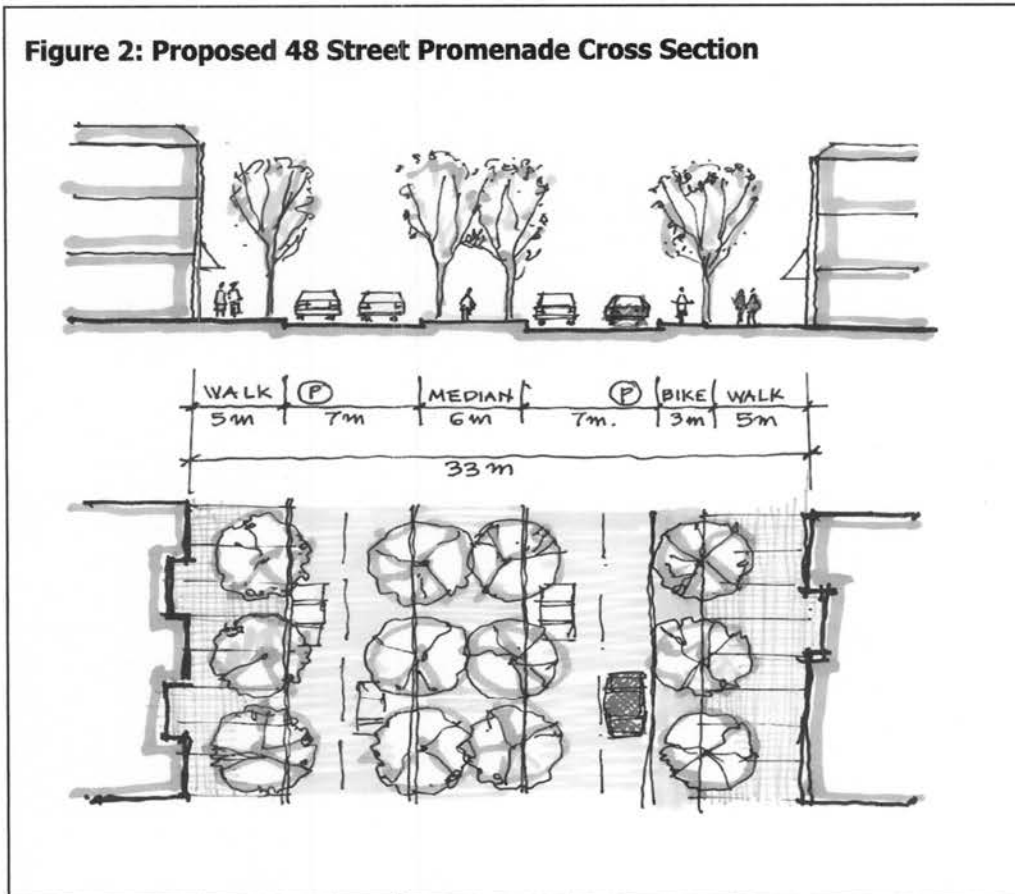 Figure 2: Proposed 48 Street Promenade Cross Section
WALK P MEDIAN P BIKE WALK
5m 7m 6m 7m. 3m 5m
33m